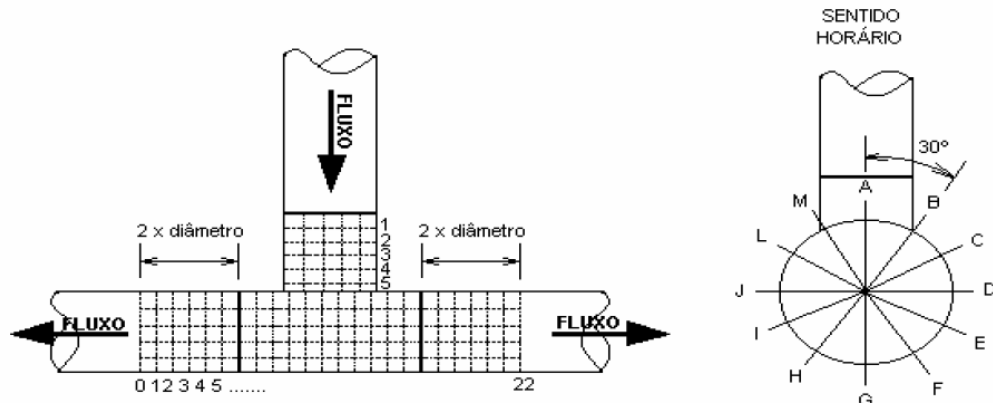 SENTIDO
HORÁRIO
FLUXO
30º
A
B
M
1
2
3
4
5
2 x diâmetro
2 x diâmetro
L
C
J
D
FLUXO
FLUXO
I
E
0 1 2 3 4 5 .......
22
H
F
G